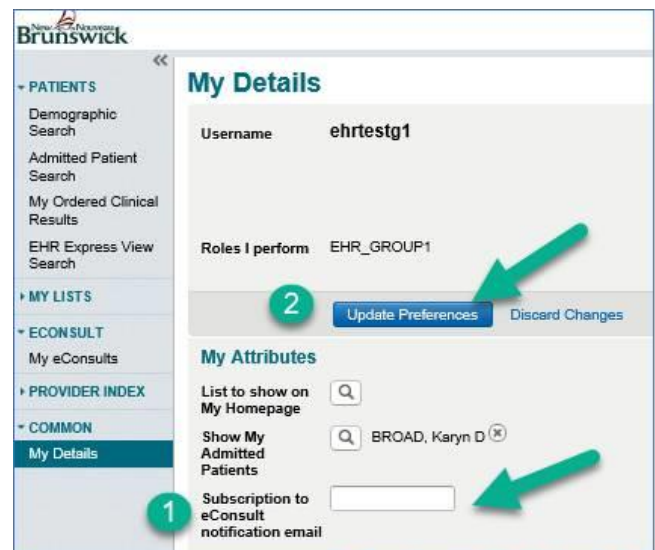 New Nouveau
Brunswick
«
PATIENTS
Demographic
Search
Admitted Patient
Search
My Ordered Clinical
Results
EHR Express View
Search
MY LISTS
ECONSULT
My eConsults
PROVIDER INDEX
COMMON
My Details
My Details
Username ehrtestg1
Roles I perform EHR_GROUP1
2 Update Preferences Discard Changes
My Attributes
List to show on
My Homepage
Show My
Admitted
Patients
BROAD, Karyn D
1 Subscription to
eConsult
notification email